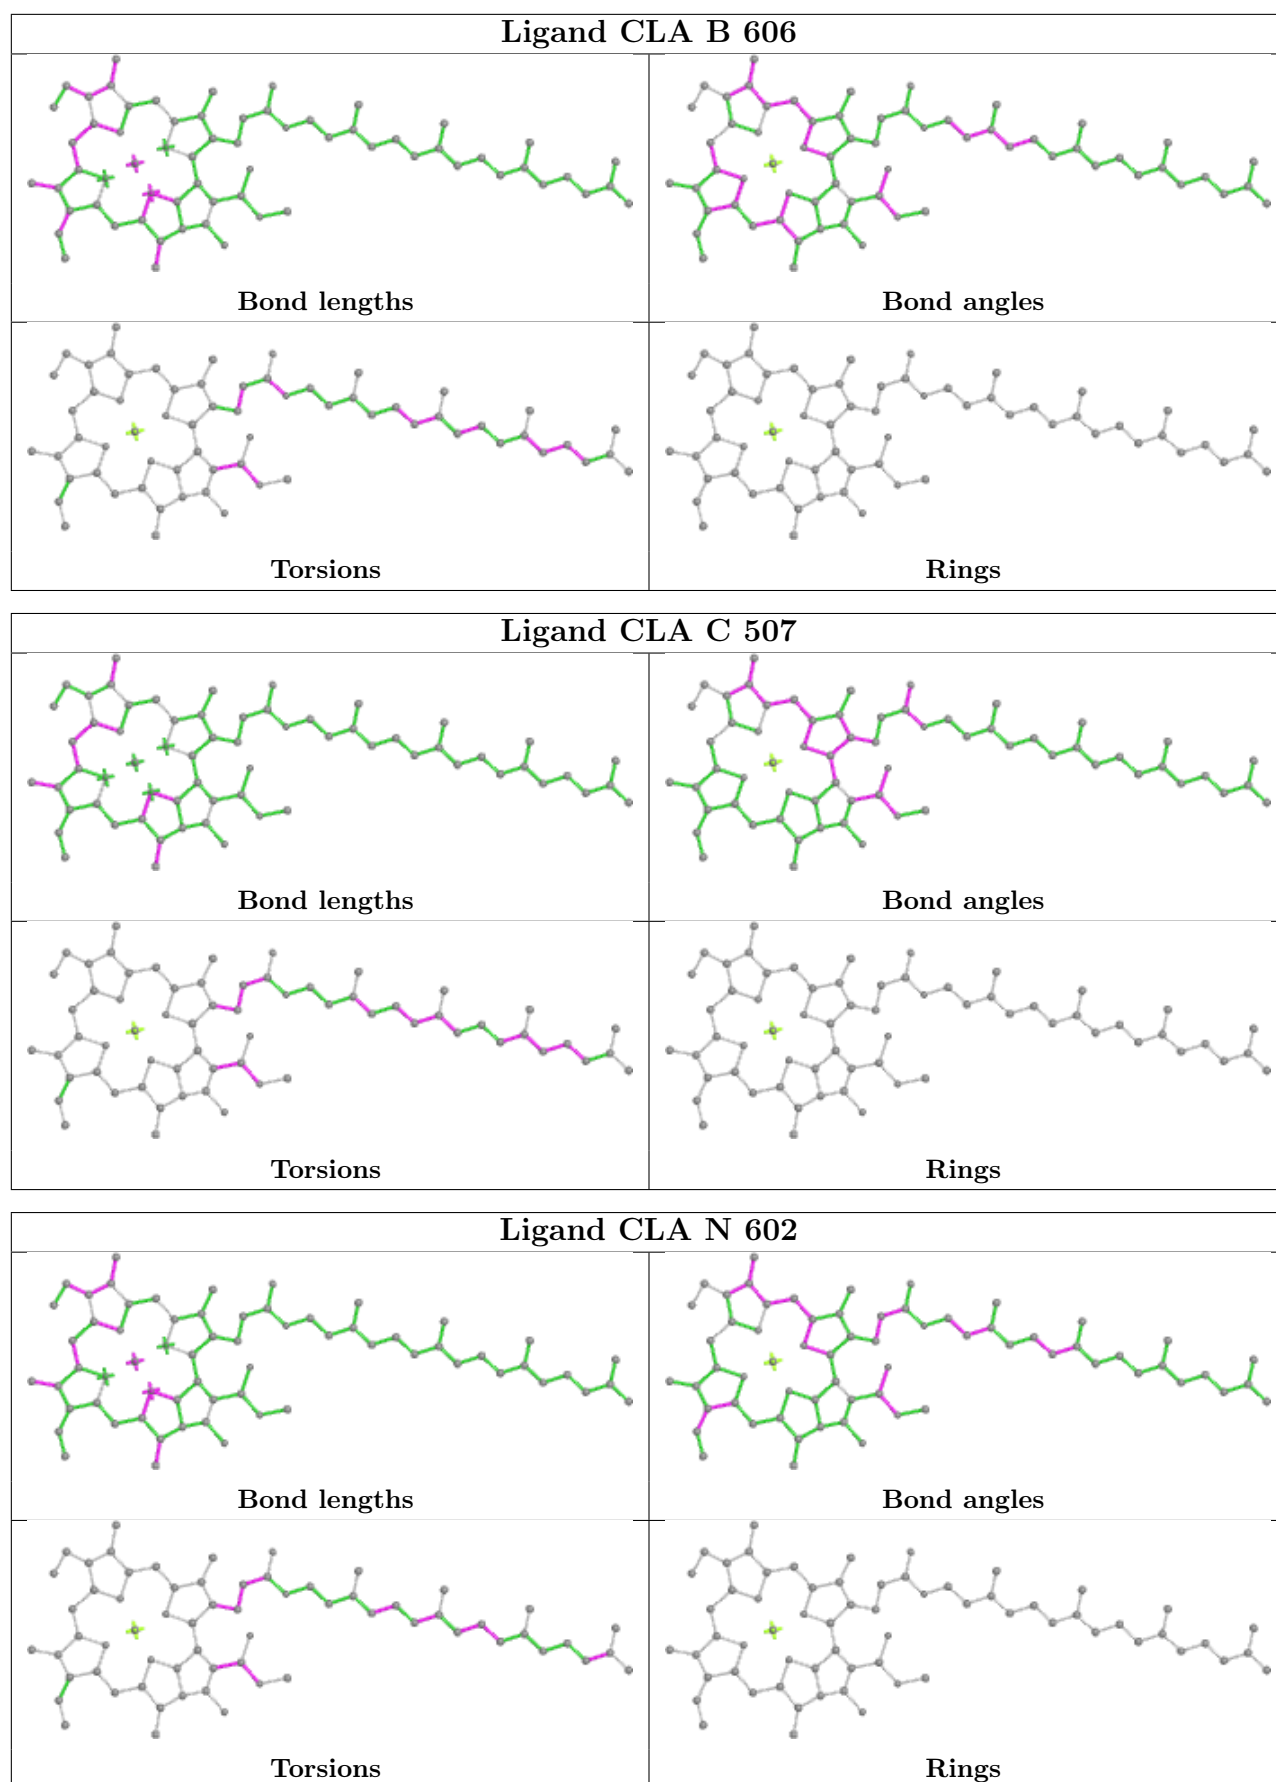 Ligand CLA B 606
Bond lengths
Bond angles
Torsions
Rings
Ligand CLA C 507
Bond lengths
Bond angles
Torsions
Rings
Ligand CLA N 602
Bond lengths
Bond angles
Torsions
Rings